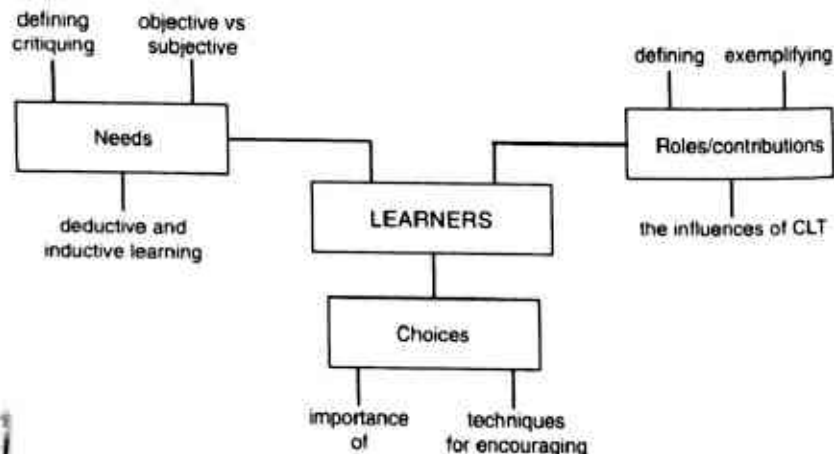 defining
critiquing
objective vs
subjective
defining
exemplifying
Needs
Roles/contributions
deductive and
inductive learning
LEARNERS
the influences of CLT
Choices
importance
of
techniques
for encouraging